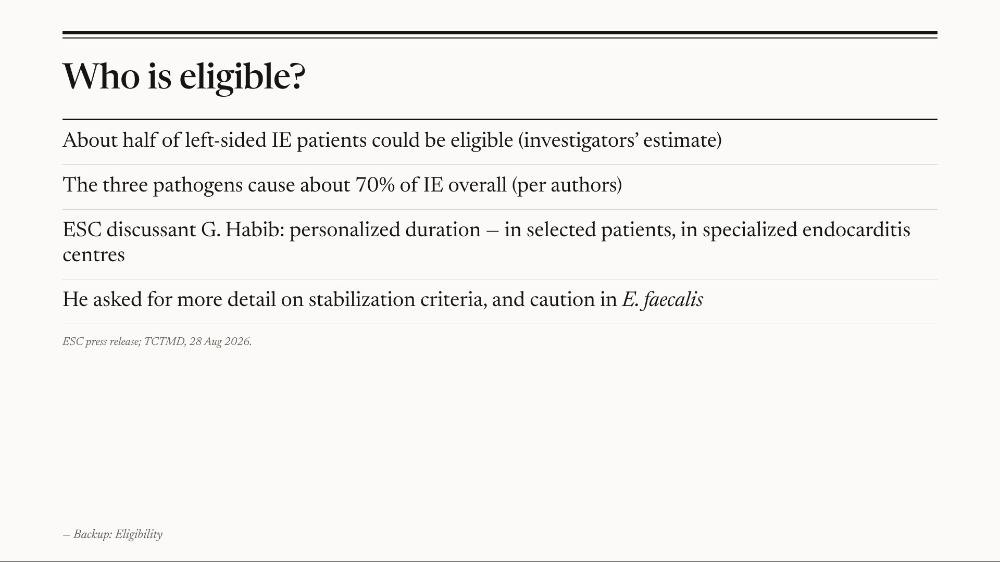 Who is eligible?
About half of left-sided IE patients could be eligible (investigators’ estimate)
The three pathogens cause about 70% of IE overall (per authors)
ESC discussant G. Habib: personalized duration – in selected patients, in specialized endocarditis
centres
He asked for more detail on stabilization criteria, and caution in E. faecalis
ESC press release; TCTMD, 28 Aug 2026.
– Backup: Eligibility